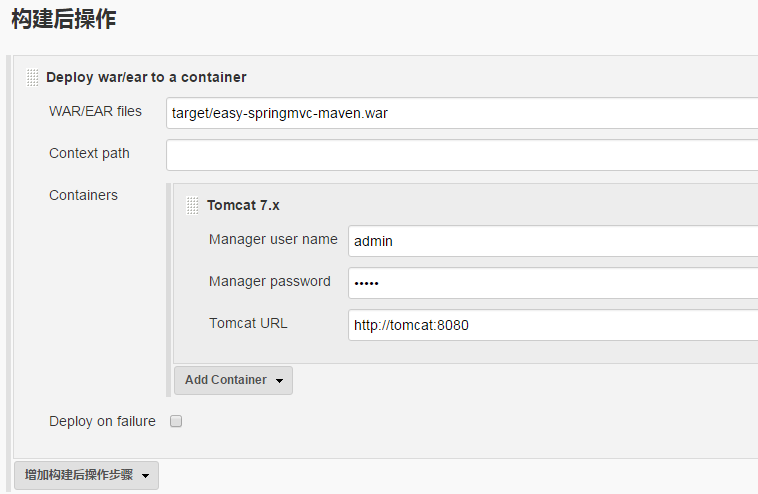 构建后操作
Deploy war/ear to a container
WAR/EAR files target/easy-springmvc-maven.war
Context path
Containers
Tomcat 7.x
Manager user name admin
Manager password •••••
Tomcat URL http://tomcat:8080
Add Container
Deploy on failure
增加构建后操作步骤